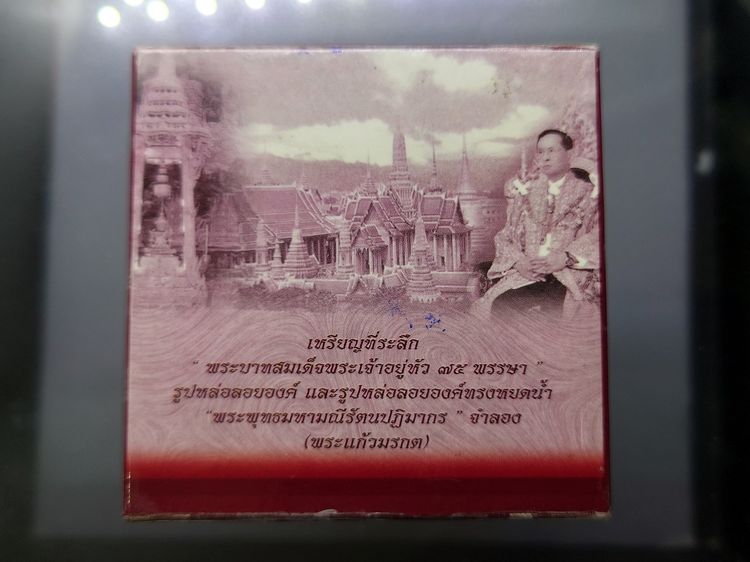 เหรียญที่ระลึก
" พระบาทสมเด็จพระเจ้าอยู่หัว ๗๕ พรรษา "
รูปหล่อลอยองค์ และรูปหล่อลอยองค์ทรงหยดน้ำ
"พระพุทธมหามณีรัตนปฏิมากร " จำลอง
(พระแก้วมรกต)